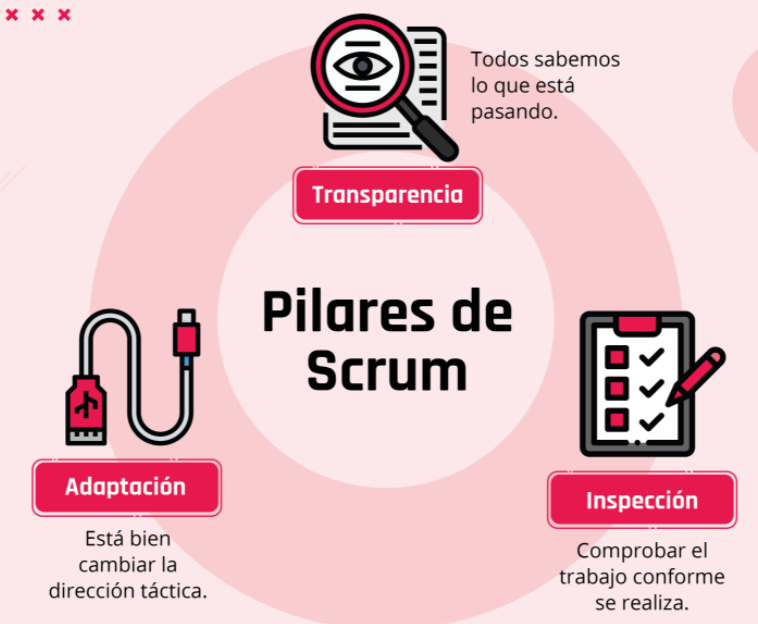 Todos sabemos
lo que está
pasando.
Transparencia
Pilares de
Scrum
Adaptación
Está bien
cambiar la
dirección táctica.
Inspección
Comprobar el
trabajo conforme
se realiza.